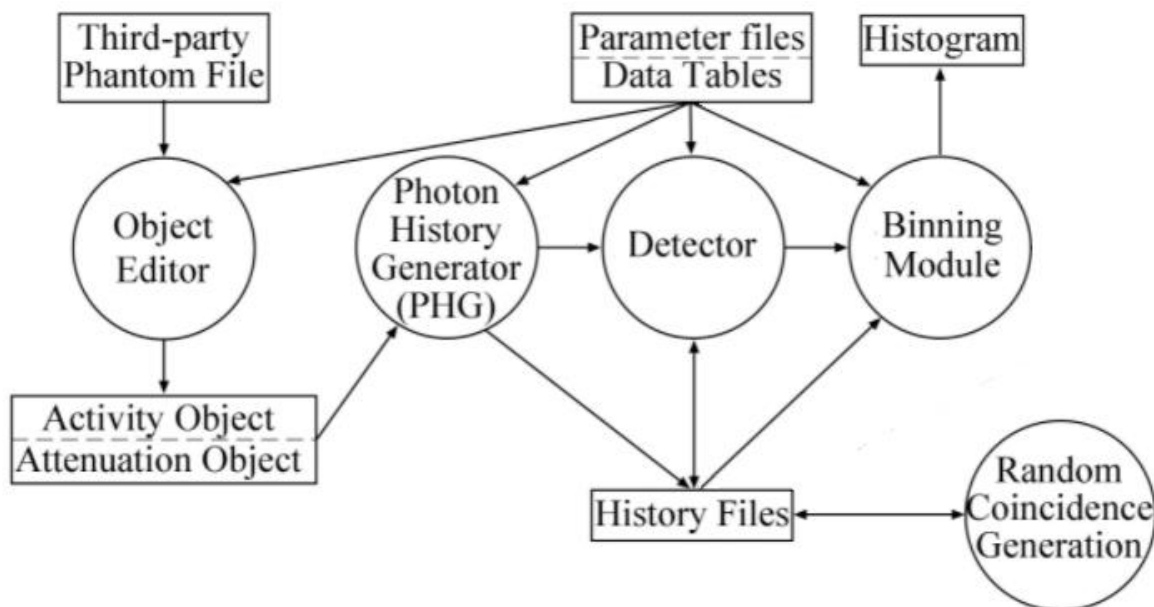 Third-party
Phantom File
Parameter files
Data Tables
Histogram
Object
Editor
Photon
History
Generator
(PHG)
Detector
Binning
Module
Activity Object
Attenuation Object
History Files
Random
Coincidence
Generation